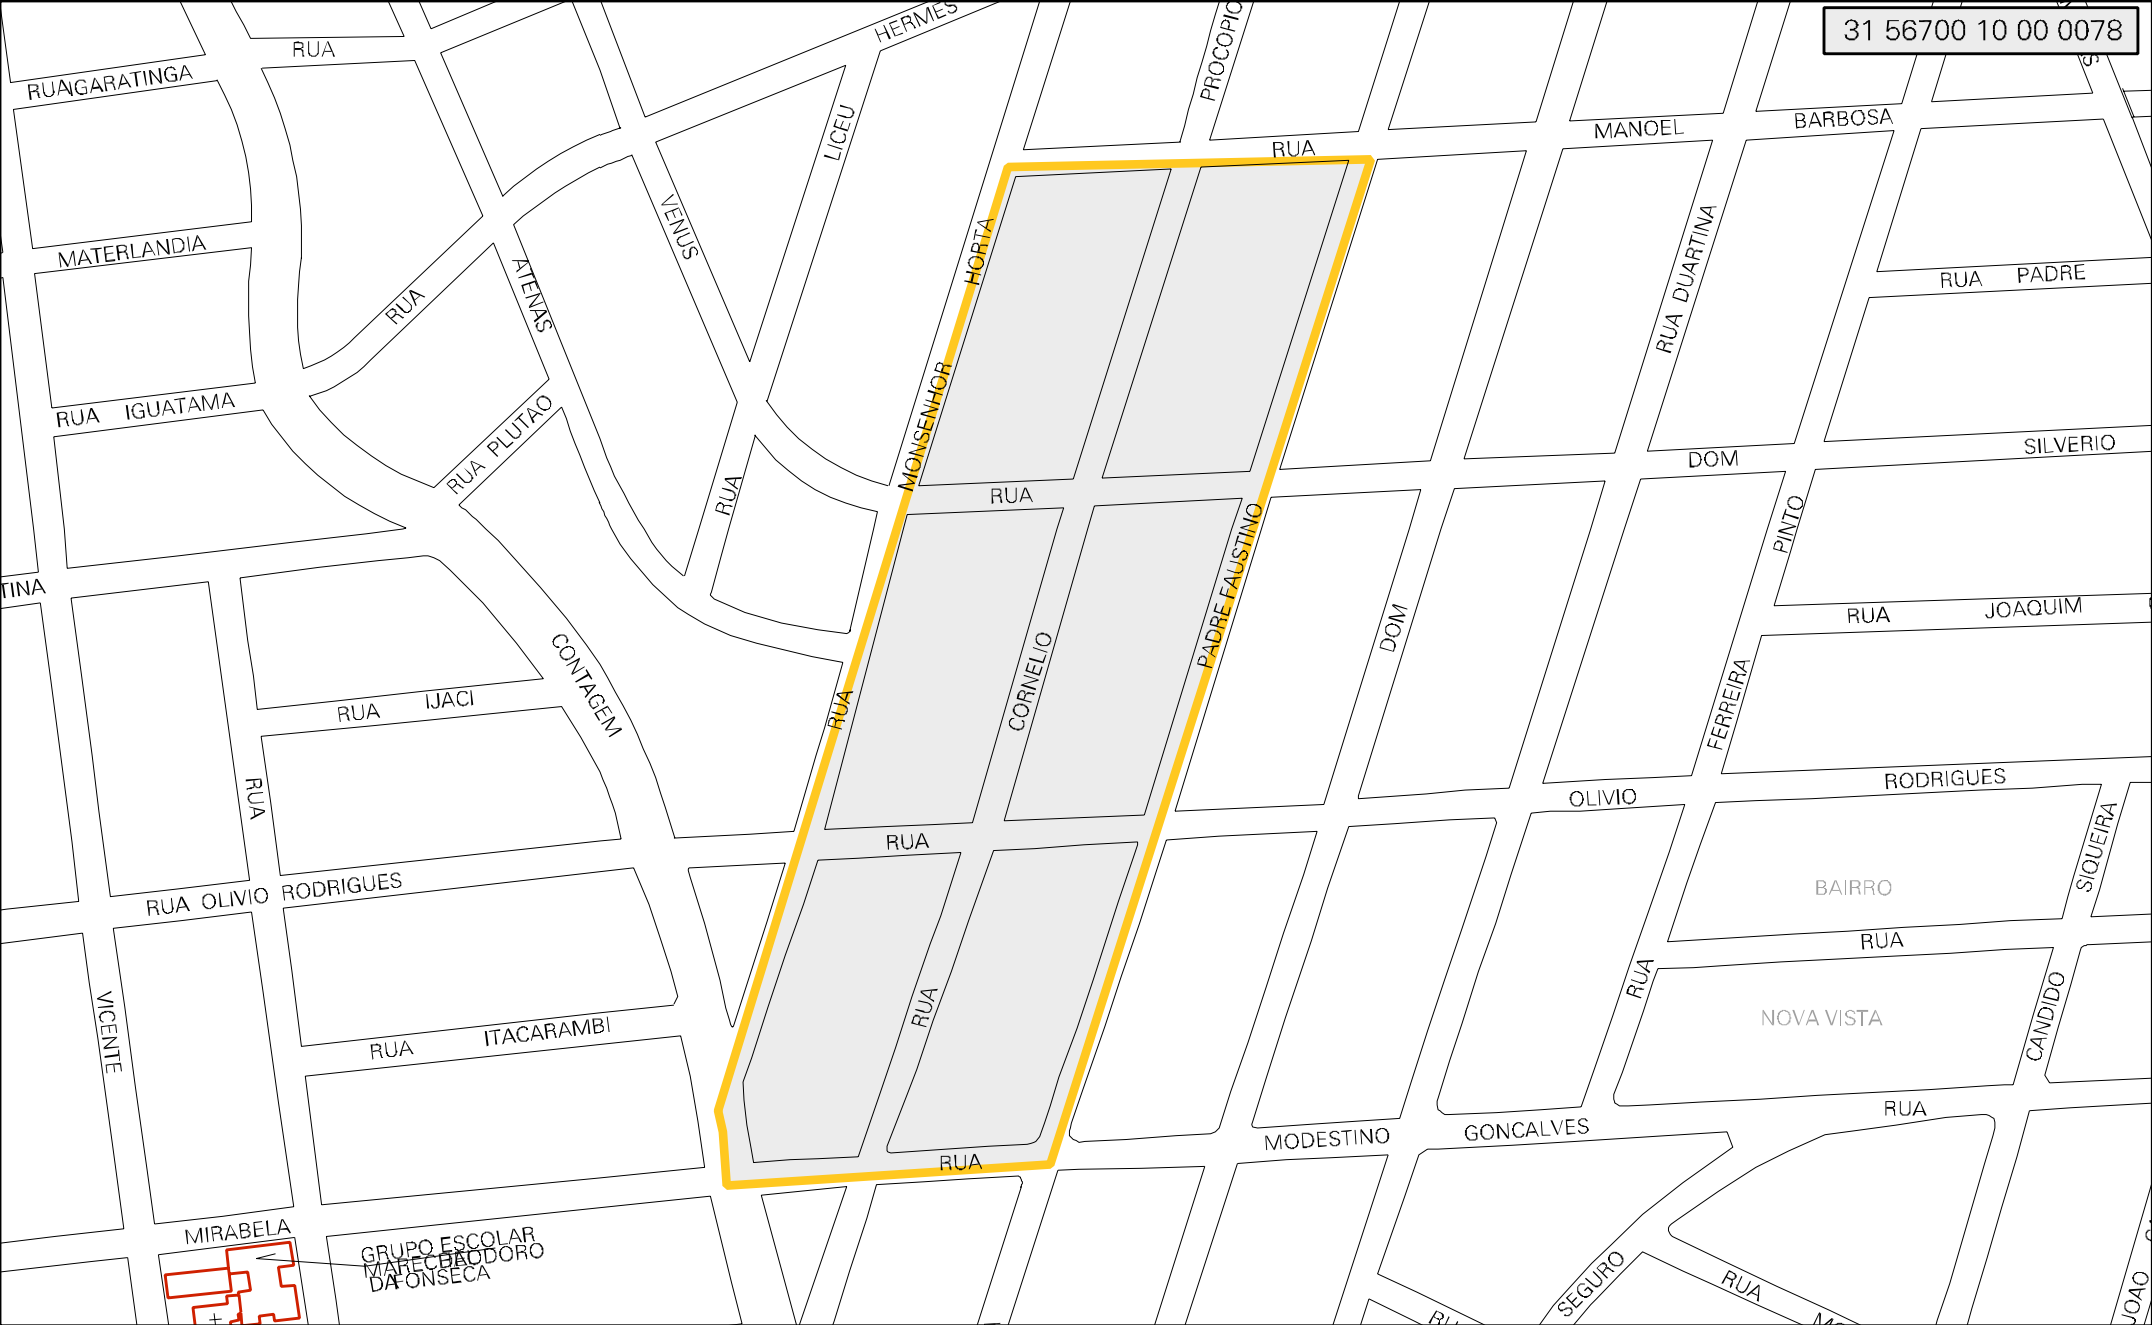 31 56700 10 00 0078
HERMES
PROCOPIO
RUA
RUA IGARATINGA
LICEU
MANOEL
BARBOSA
RUA
VENUS
HORTA
MATERLANDIA
ATENAS
RUA
RUA DUARTINA
RUA PADRE
RUA IGUATAMA
RUA PLUTAO
MONSENHOR
DOM
SILVERIO
RUA
RUA
PINTO
PADRE FAUSTINO
TINA
RUA JOAQUIM
DOM
CONTAGEM
CORNELIO
RUA IJACI
RUA
FERREIRA
RUA
RODRIGUES
OLIVIO
RUA
SIQUEIRA
RUA OLIVIO RODRIGUES
BAIRRO
RUA
RUA
RUA
NOVA VISTA
CANDIDO
VICENTE
RUA ITACARAMBI
RUA
MODESTINO GONCALVES
RUA
MIRABELA
GRUPO ESCOLAR
MARECHAL DEODORO
DA FONSECA
SEGURO
RUA
JOAO